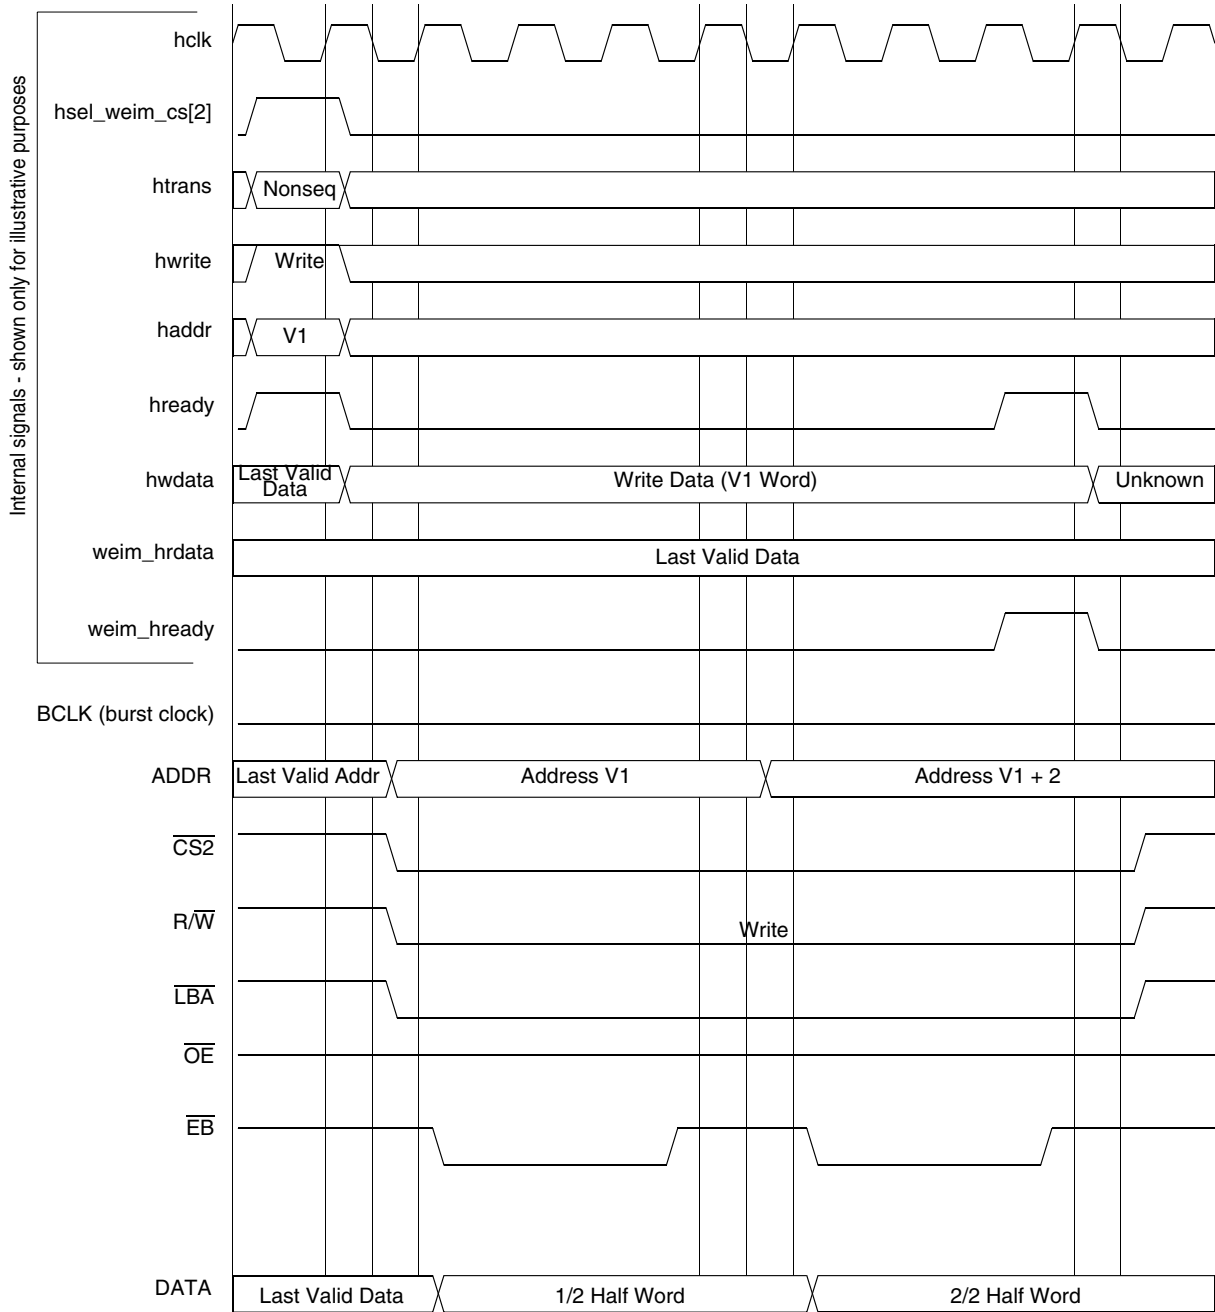 Internal signals - shown only for illustrative purposes
hclk
hsel_weim_cs[2]
htrans Nonseq
hwrite Write
haddr V1
hready
hwdata Last Valid Data Write Data (V1 Word) Unknown
weim_hrdata Last Valid Data
weim_hready
BCLK (burst clock)
ADDR Last Valid Addr Address V1 Address V1 + 2
CS2
R/W Write
LBA
OE
EB
DATA Last Valid Data 1/2 Half Word 2/2 Half Word